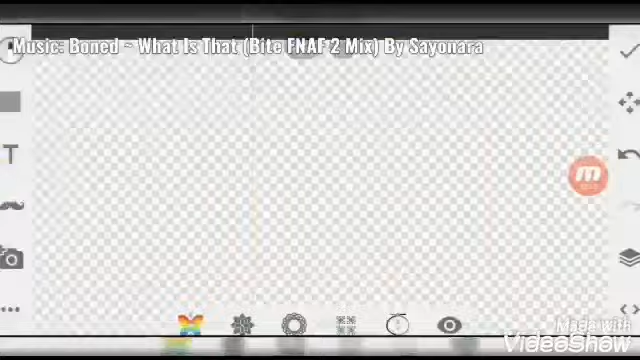 Music: Boned ~ What Is That (Bite FNAF 2 Mix) By Sayonara
T
Made with
VideoShow